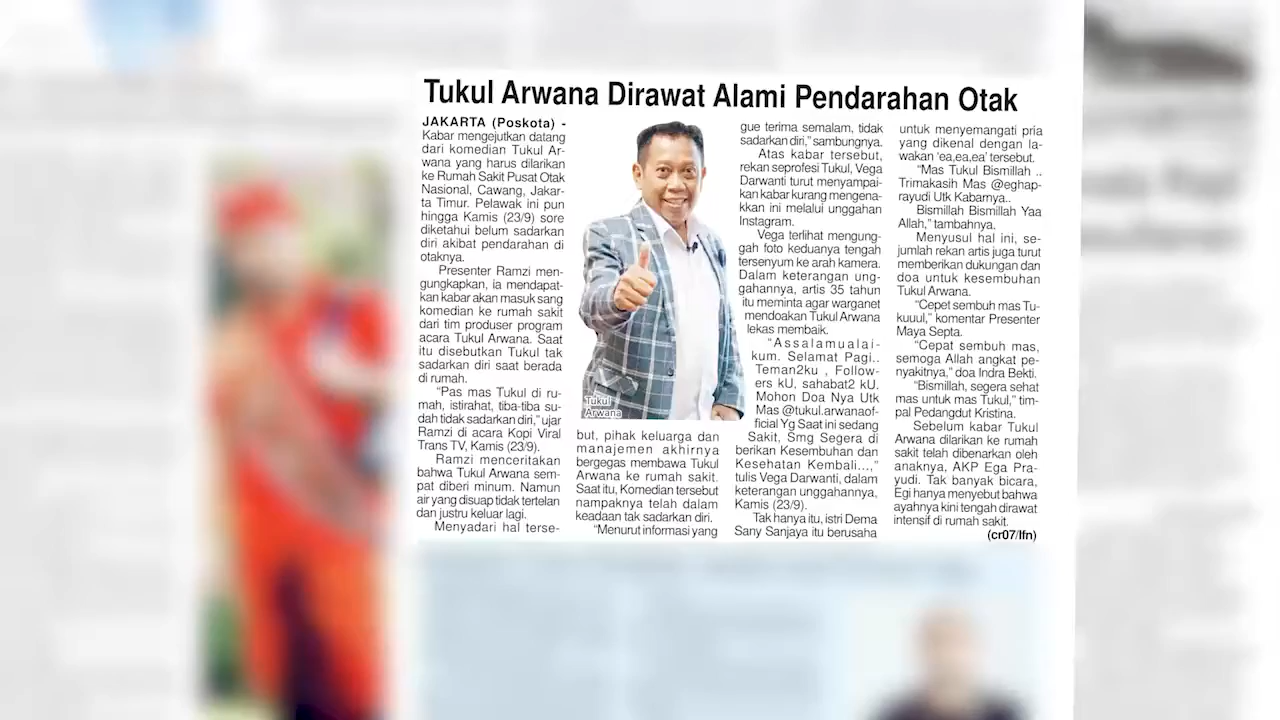 Tukul Arwana Dirawat Alami Pendarahan Otak
JAKARTA (Poskota) -
Kabar mengejutkan datang
dari komedian Tukul Ar-
wana yang harus dilarikan
ke Rumah Sakit Pusat Otak
Nasional, Cawang, Jakar-
ta Timur. Pelawak ini pun
hingga Kamis (23/9) sore
diketahui belum sadarkan
diri akibat pendarahan di
otaknya.
Presenter Ramzi men-
gungkapkan, ia mendapat-
kan kabar akan masuk sang
komedian ke rumah sakit
dari tim produser program
acara Tukul Arwana. Saat
itu disebutkan Tukul tak
sadarkan diri saat berada
di rumah.
“Pas mas Tukul di ru-
mah, istirahat, tiba-tiba su-
dah tidak sadarkan diri,” ujar
Ramzi di acara Kopi Viral
Trans TV, Kamis (23/9).
Ramzi menceritakan
bahwa Tukul Arwana sem-
pat diberi minum. Namun
air yang disuap tidak tertelan
dan justru keluar lagi.
Menyadari hal terse-
Tukul
Arwana
but, pihak keluarga dan
manajemen akhirnya
bergegas membawa Tukul
Arwana ke rumah sakit.
Saat itu, Komedian tersebut
nampaknya telah dalam
keadaan tak sadarkan diri.
“Menurut informasi yang
gue terima semalam, tidak
sadarkan diri,” sambungnya.
Atas kabar tersebut,
rekan seprofesi Tukul, Vega
Darwanti turut menyampai-
kan kabar kurang mengenak-
kan ini melalui unggahan
Instagram.
Vega terlihat mengung-
gah foto keduanya tengah
tersenyum ke arah kamera.
Dalam keterangan ung-
gahannya, artis 35 tahun
itu meminta agar warganet
mendoakan Tukul Arwana
lekas membaik.
“Assalamualai-
kum. Selamat Pagi..
Teman2ku , Follow-
ers kU, sahabat2 kU.
Mohon Doa Nya Utk
Mas @tukul.arwanaof-
ficial Yg Saat ini sedang
Sakit, Smg Segera di
berikan Kesembuhan dan
Kesehatan Kembali...,”
tulis Vega Darwanti, dalam
keterangan unggahannya,
Kamis (23/9).
Tak hanya itu, istri Dema
Sany Sanjaya itu berusaha
untuk menyemangati pria
yang dikenal dengan la-
wakan ‘ea,ea,ea’ tersebut.
“Mas Tukul Bismillah ..
Trimakasih Mas @eghap-
rayudi Utk Kabarnya..
Bismillah Bismillah Yaa
Allah,” tambahnya.
Menyusul hal ini, se-
jumlah rekan artis juga turut
memberikan dukungan dan
doa untuk kesembuhan
Tukul Arwana.
“Cepet sembuh mas Tu-
kuuul,” komentar Presenter
Maya Septa.
“Cepat sembuh mas,
semoga Allah angkat pe-
nyakitnya,” doa Indra Bekti.
“Bismillah, segera sehat
mas untuk mas Tukul,” tim-
pal Pedangdut Kristina.
Sebelum kabar Tukul
Arwana dilarikan ke rumah
sakit telah dibenarkan oleh
anaknya, AKP Ega Pra-
yudi. Tak banyak bicara,
Egi hanya menyebut bahwa
ayahnya kini tengah dirawat
intensif di rumah sakit.
(cr07/lfn)